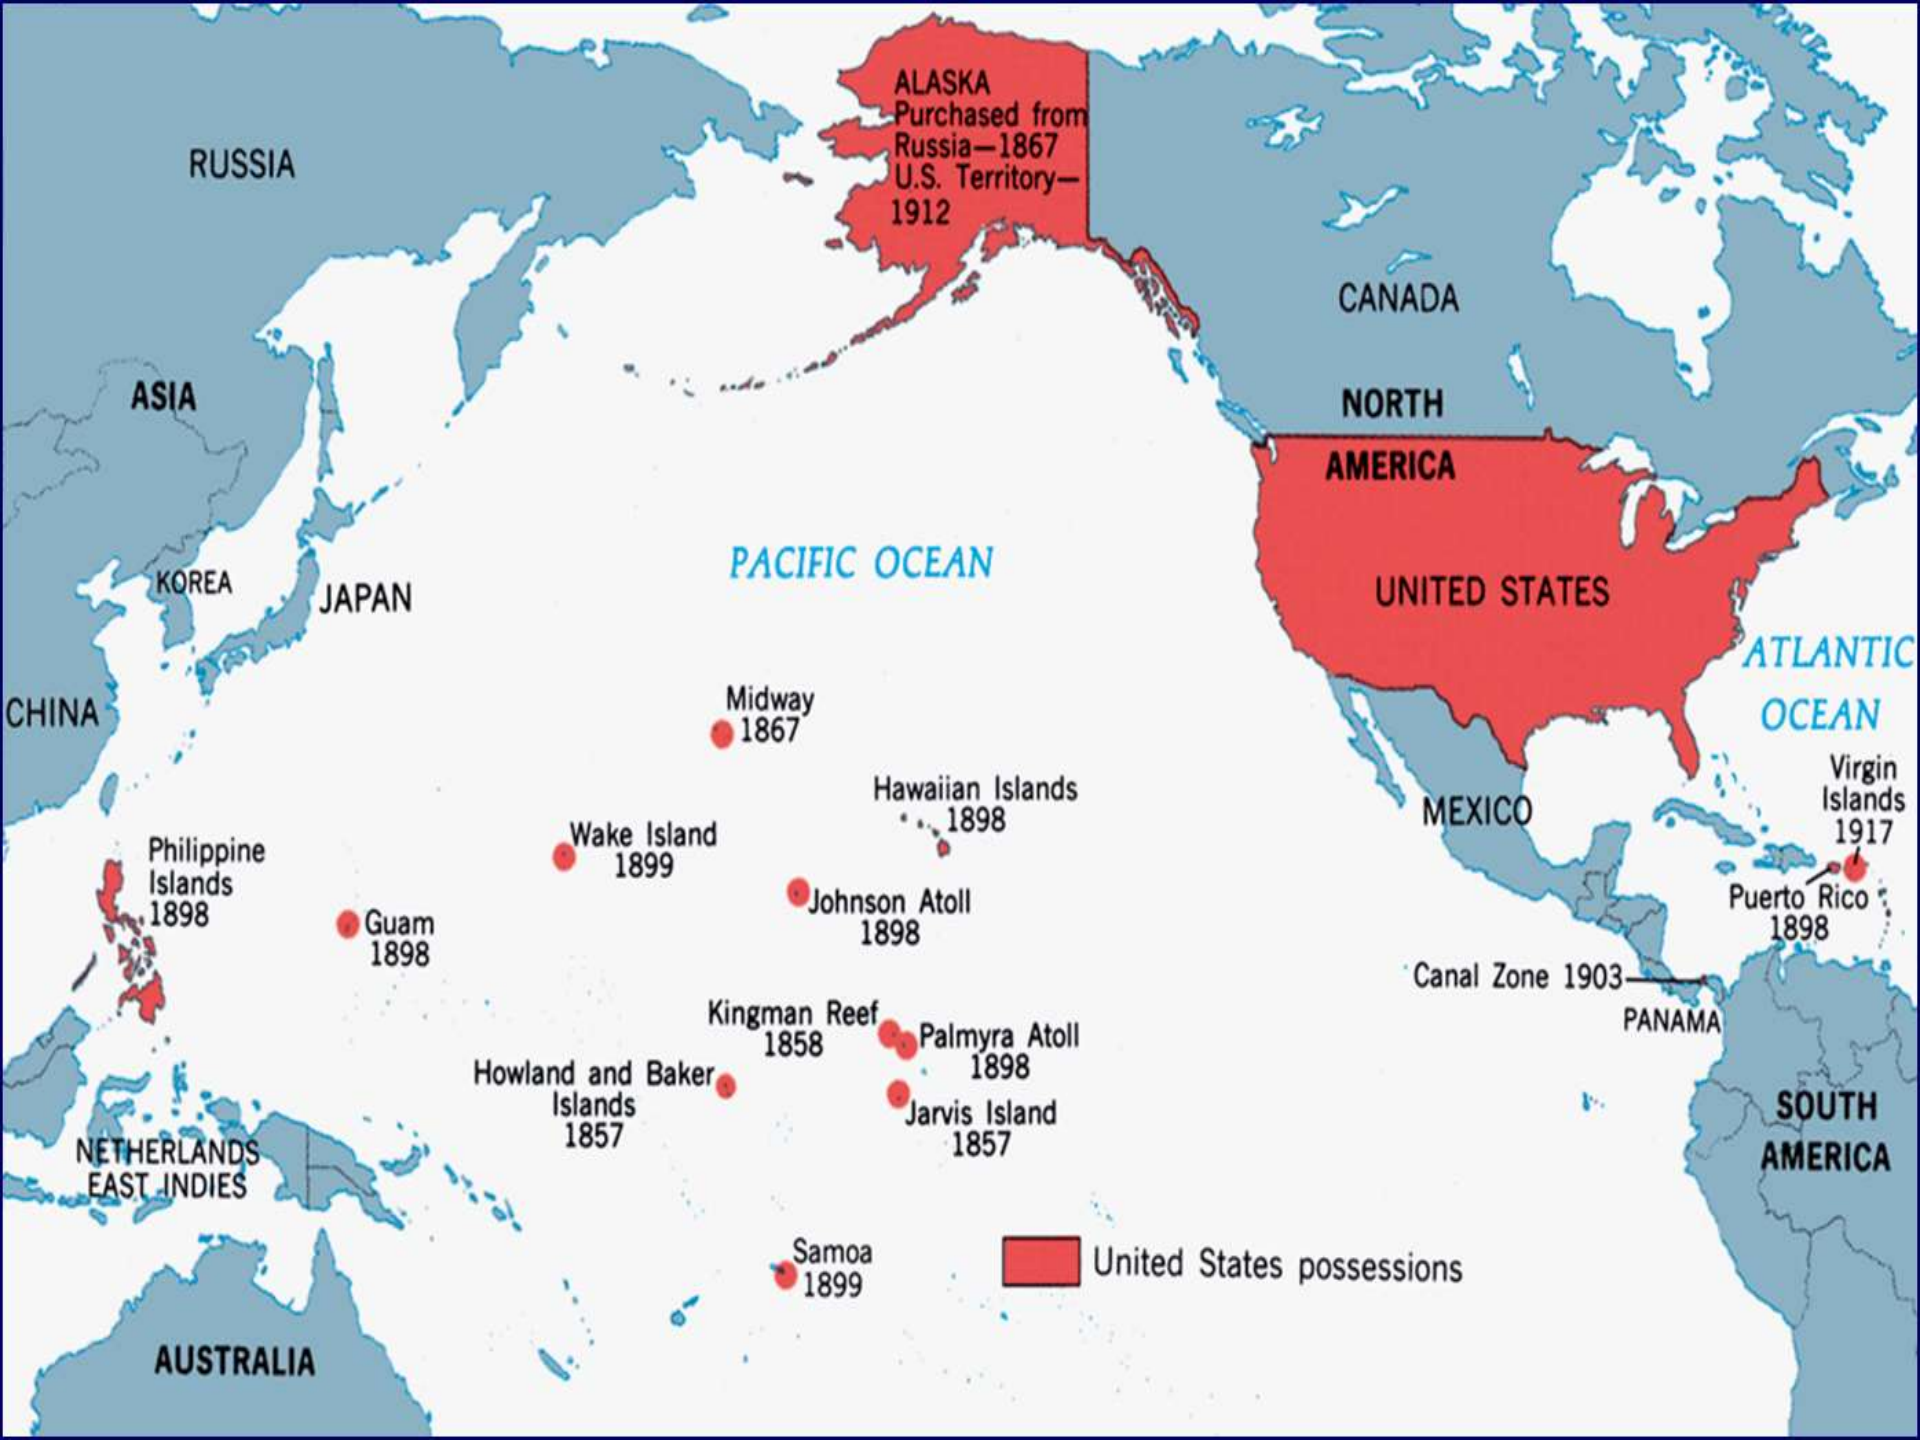 ALASKA
Purchased from
Russia—1867
U.S. Territory—
1912
RUSSIA
CANADA
ASIA
NORTH
AMERICA
PACIFIC OCEAN
KOREA
JAPAN
UNITED STATES
ATLANTIC
OCEAN
CHINA
Midway
1867
Virgin
Islands
1917
Hawaiian Islands
1898
MEXICO
Wake Island
1899
Philippine
Islands
1898
Johnson Atoll
1898
Puerto Rico
1898
Guam
1898
Canal Zone 1903
PANAMA
Kingman Reef
1858
Palmyra Atoll
1898
Howland and Baker
Islands
1857
Jarvis Island
1857
SOUTH
AMERICA
NETHERLANDS
EAST INDIES
Samoa
1899
United States possessions
AUSTRALIA